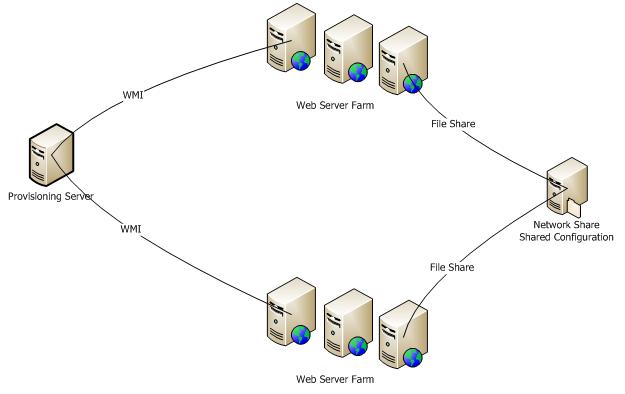 WMI
Web Server Farm
File Share
Provisioning Server
Network Share
Shared Configuration
WMI
File Share
Web Server Farm